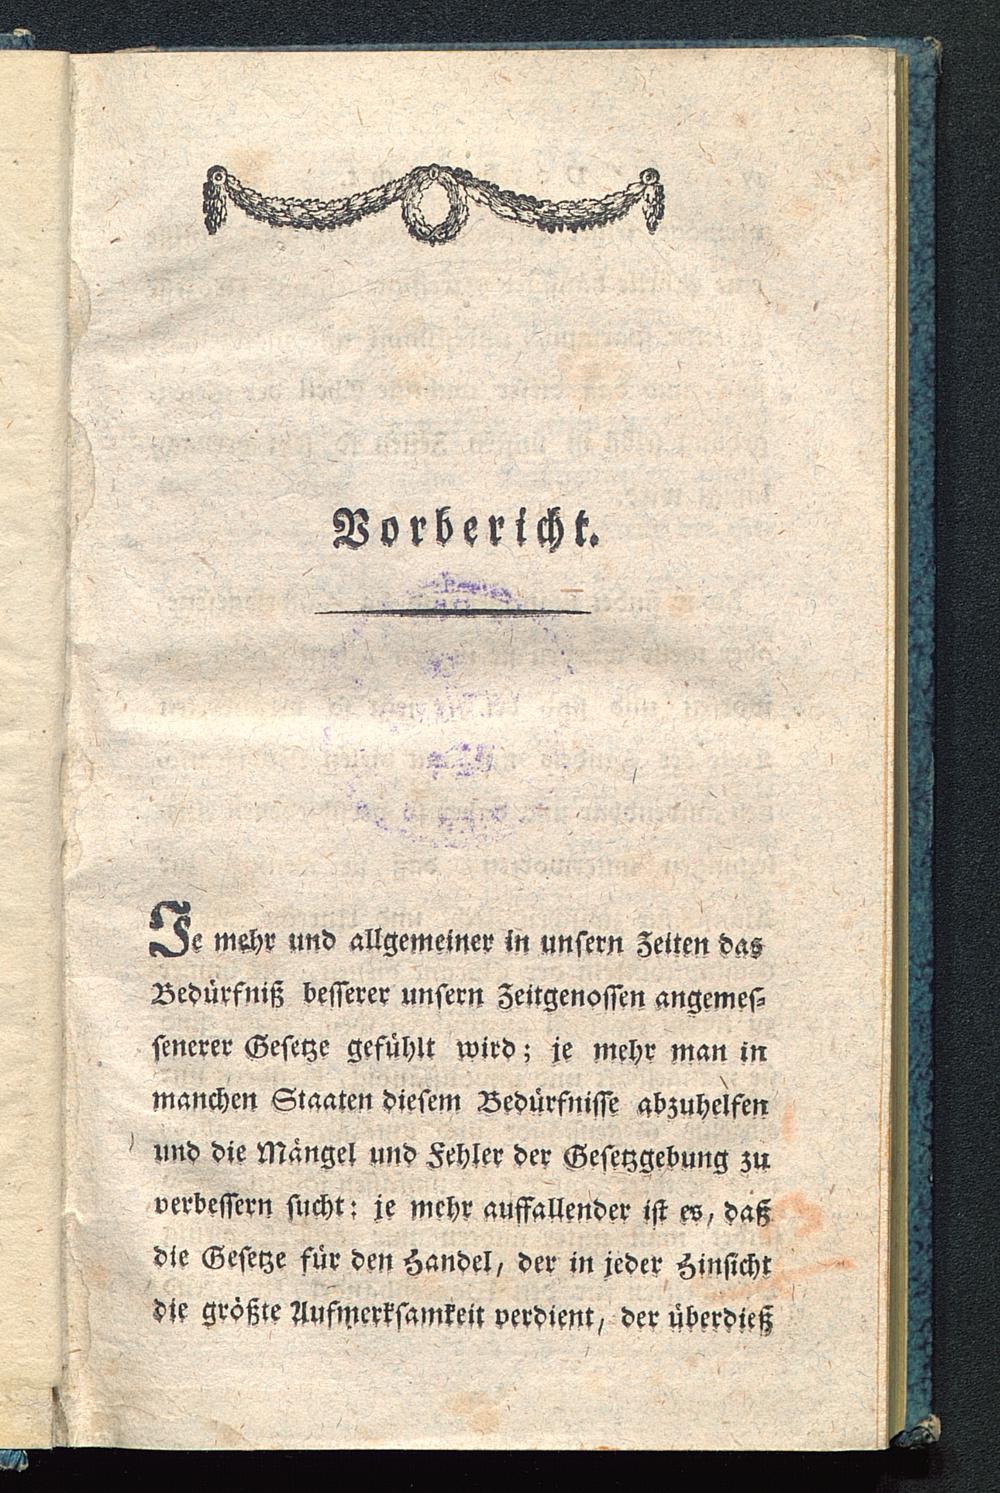 Vorbericht.
Je mehr und allgemeiner in unsern Zeiten das
Bedürfniß besserer unsern Zeitgenossen angemes-
senerer Gesetze gefühlt wird; je mehr man in
manchen Staaten diesem Bedürfnisse abzuhelfen
und die Mängel und Fehler der Gesetzgebung zu
verbessern sucht: je mehr auffallender ist es, daß
die Gesetze für den Handel, der in jeder Hinsicht
die größte Aufmerksamkeit verdient, der überdieß